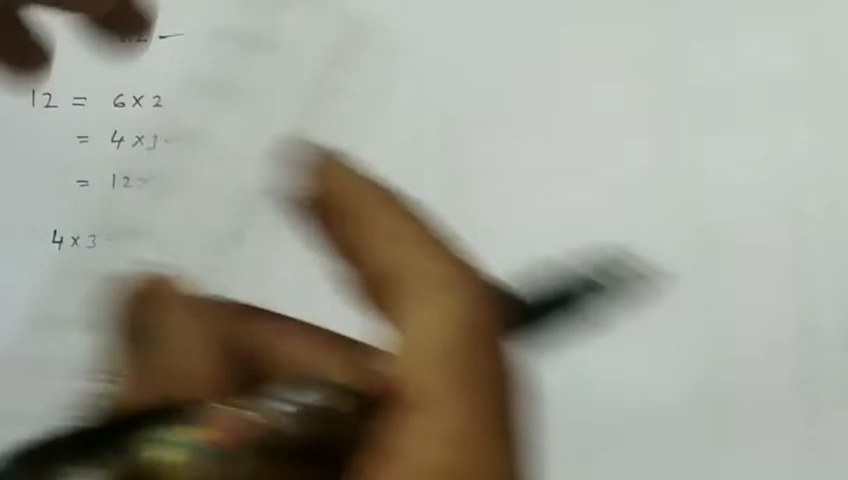 12 = 6 x 2
= 4 x 3
= 12
4 x 3